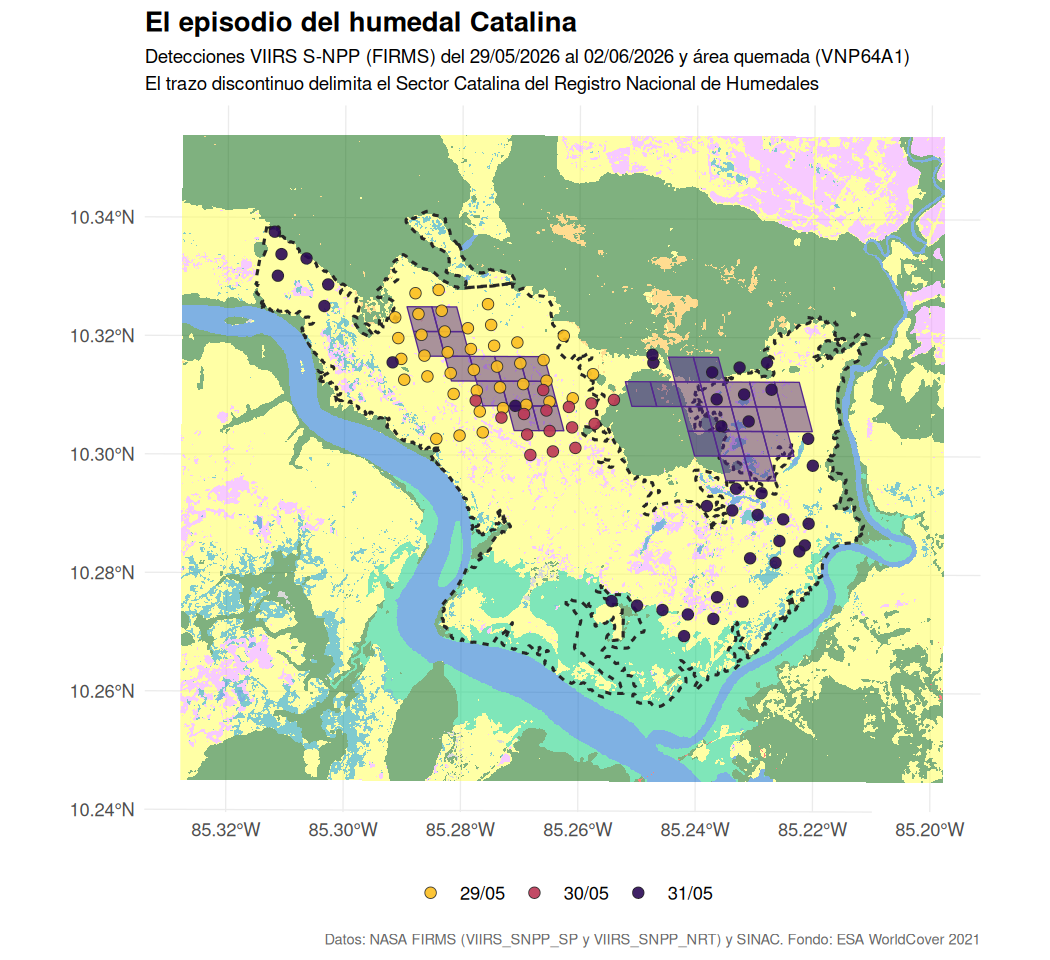 El episodio del humedal Catalina
Detecciones VIIRS S-NPP (FIRMS) del 29/05/2026 al 02/06/2026 y área quemada (VNP64A1)
El trazo discontinuo delimita el Sector Catalina del Registro Nacional de Humedales
10.34°N
10.32°N
10.30°N
10.28°N
10.26°N
10.24°N
85.32°W 85.30°W 85.28°W 85.26°W 85.24°W 85.22°W 85.20°W
29/05 30/05 31/05
Datos: NASA FIRMS (VIIRS_SNPP_SP y VIIRS_SNPP_NRT) y SINAC. Fondo: ESA WorldCover 2021